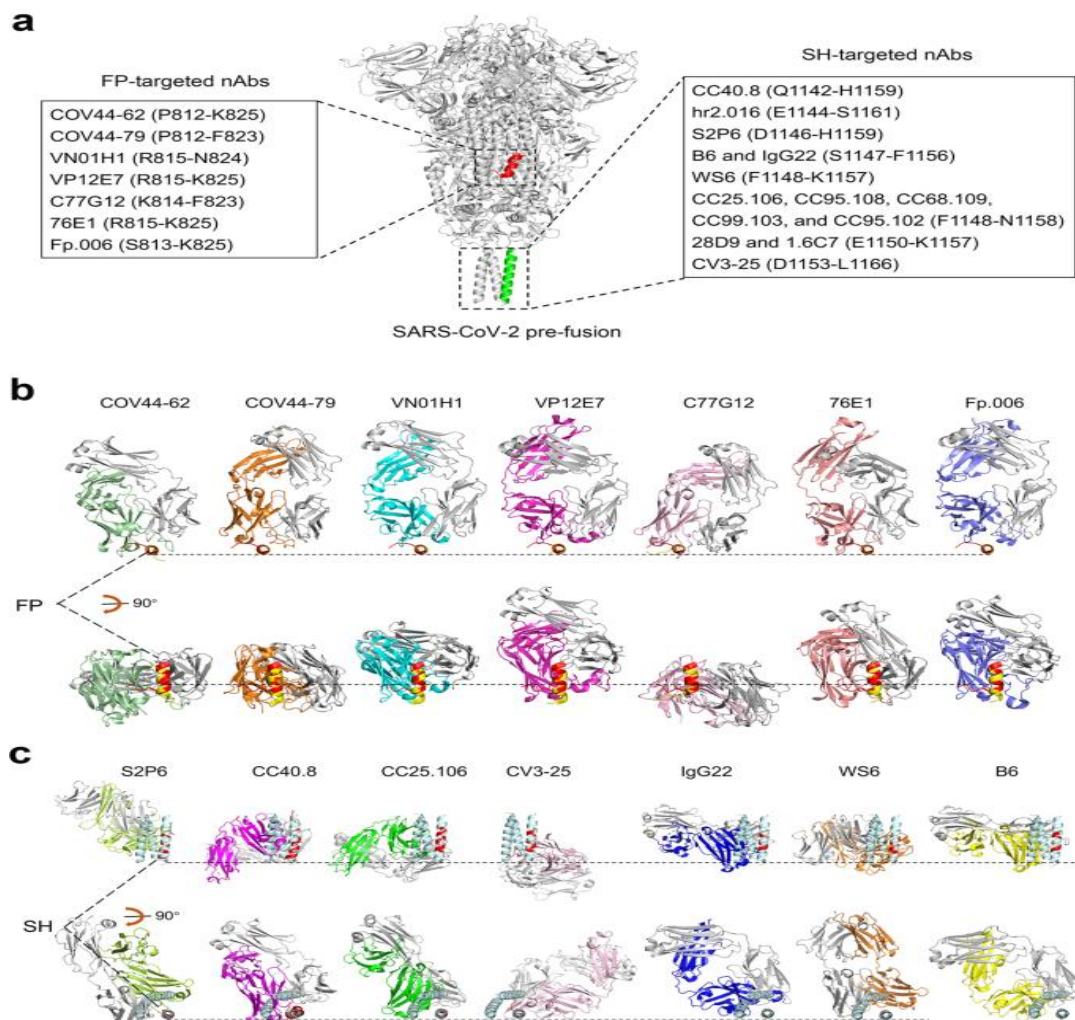 a
FP-targeted nAbs
COV44-62 (P812-K825)
COV44-79 (P812-F823)
VN01H1 (R815-N824)
VP12E7 (R815-K825)
C77G12 (K814-F823)
76E1 (R815-K825)
Fp.006 (S813-K825)
SH-targeted nAbs
CC40.8 (Q1142-H1159)
hr2.016 (E1144-S1161)
S2P6 (D1146-H1159)
B6 and IgG22 (S1147-F1156)
WS6 (F1148-K1157)
CC25.106, CC95.108, CC68.109,
CC99.103, and CC95.102 (F1148-N1158)
28D9 and 1.6C7 (E1150-K1157)
CV3-25 (D1153-L1166)
SARS-CoV-2 pre-fusion
b
COV44-62 COV44-79 VN01H1 VP12E7 C77G12 76E1 Fp.006
FP
90°
c
S2P6 CC40.8 CC25.106 CV3-25 IgG22 WS6 B6
SH
90°